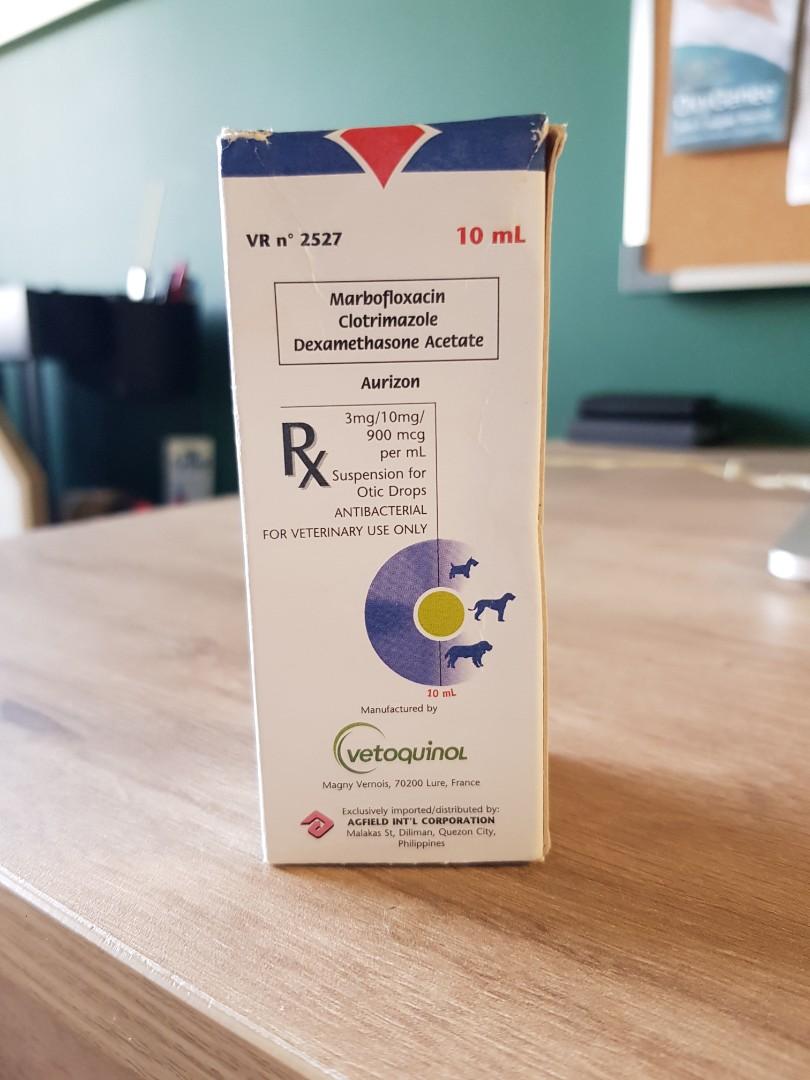 VR n° 2527
10 mL
Marbofloxacin
Clotrimazole
Dexamethasone Acetate
Aurizon
Rx
3mg/10mg/
900 mcg
per mL
Suspension for
Otic Drops
ANTIBACTERIAL
FOR VETERINARY USE ONLY
10 mL
Manufactured by
vetoquinol
Magny Vernois, 70200 Lure, France
Exclusively imported/distributed by:
AGFIELD INT'L CORPORATION
Malakas St, Diliman, Quezon City,
Philippines